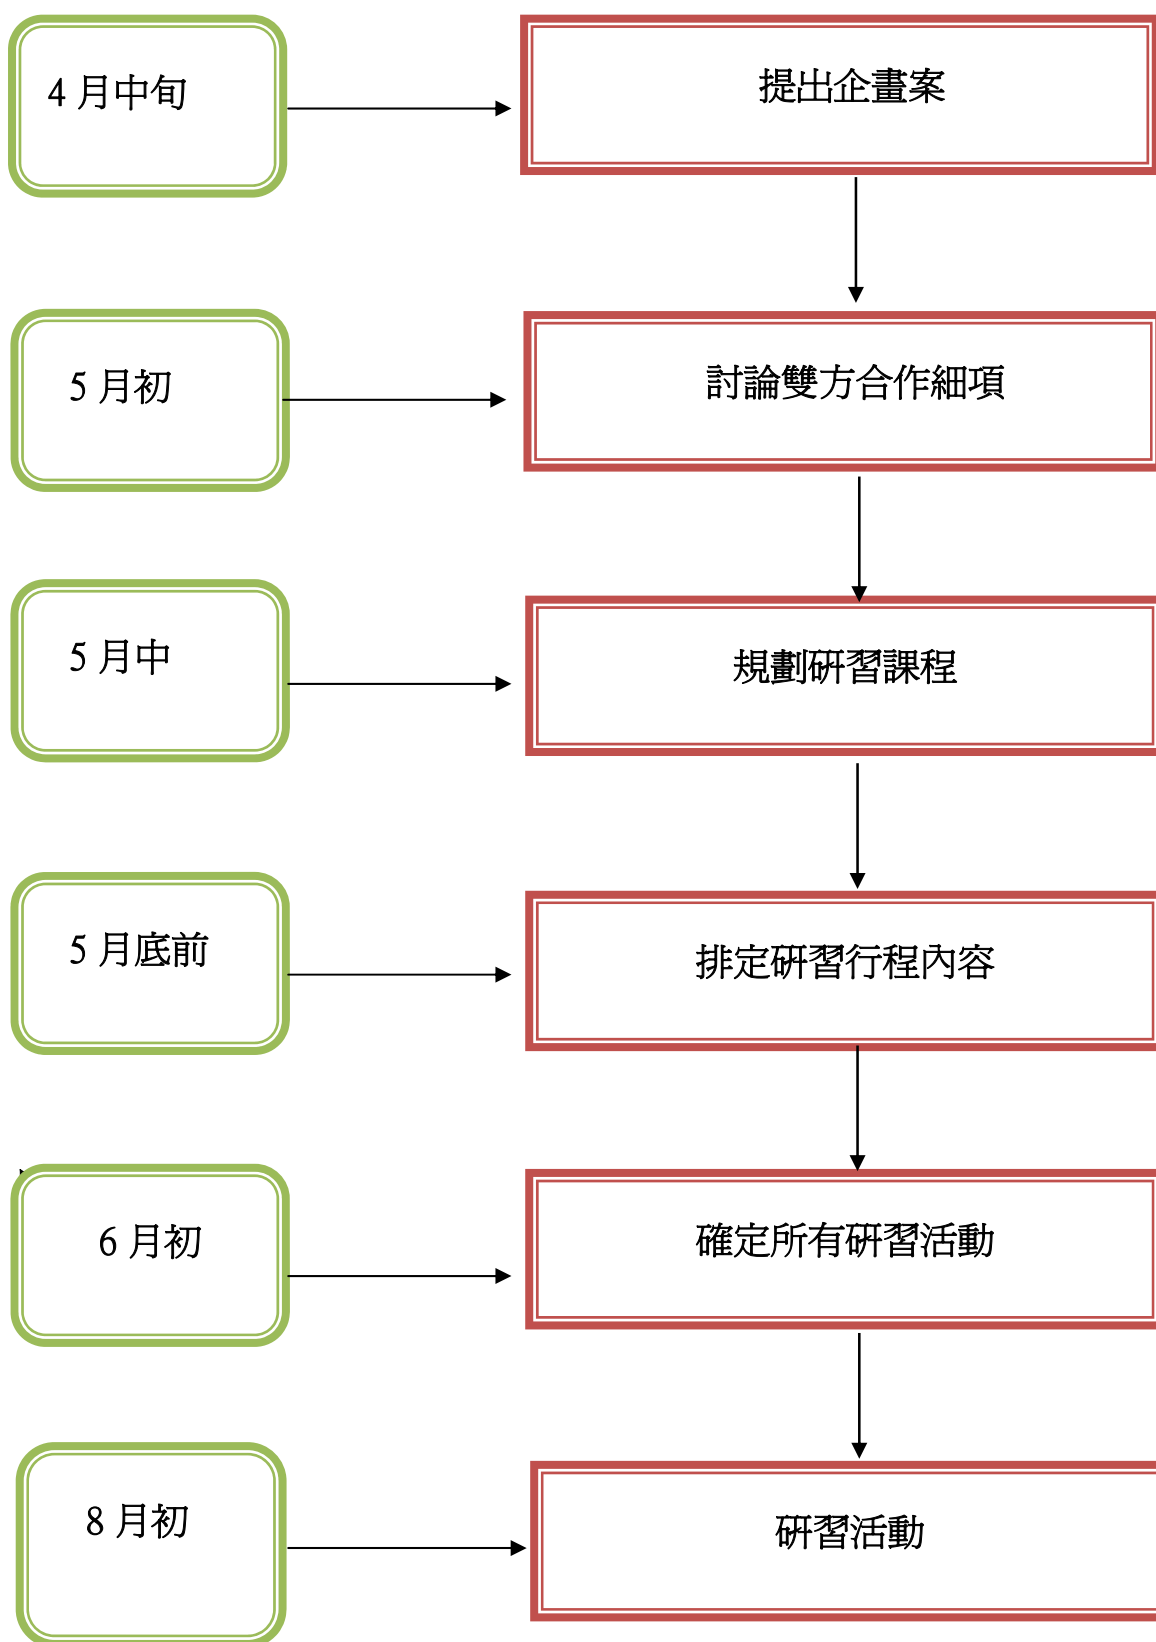 4 月中旬
提出企畫案
5 月初
討論雙方合作細項
5 月中
規劃研習課程
5 月底前
排定研習行程內容
6 月初
確定所有研習活動
8 月初
研習活動